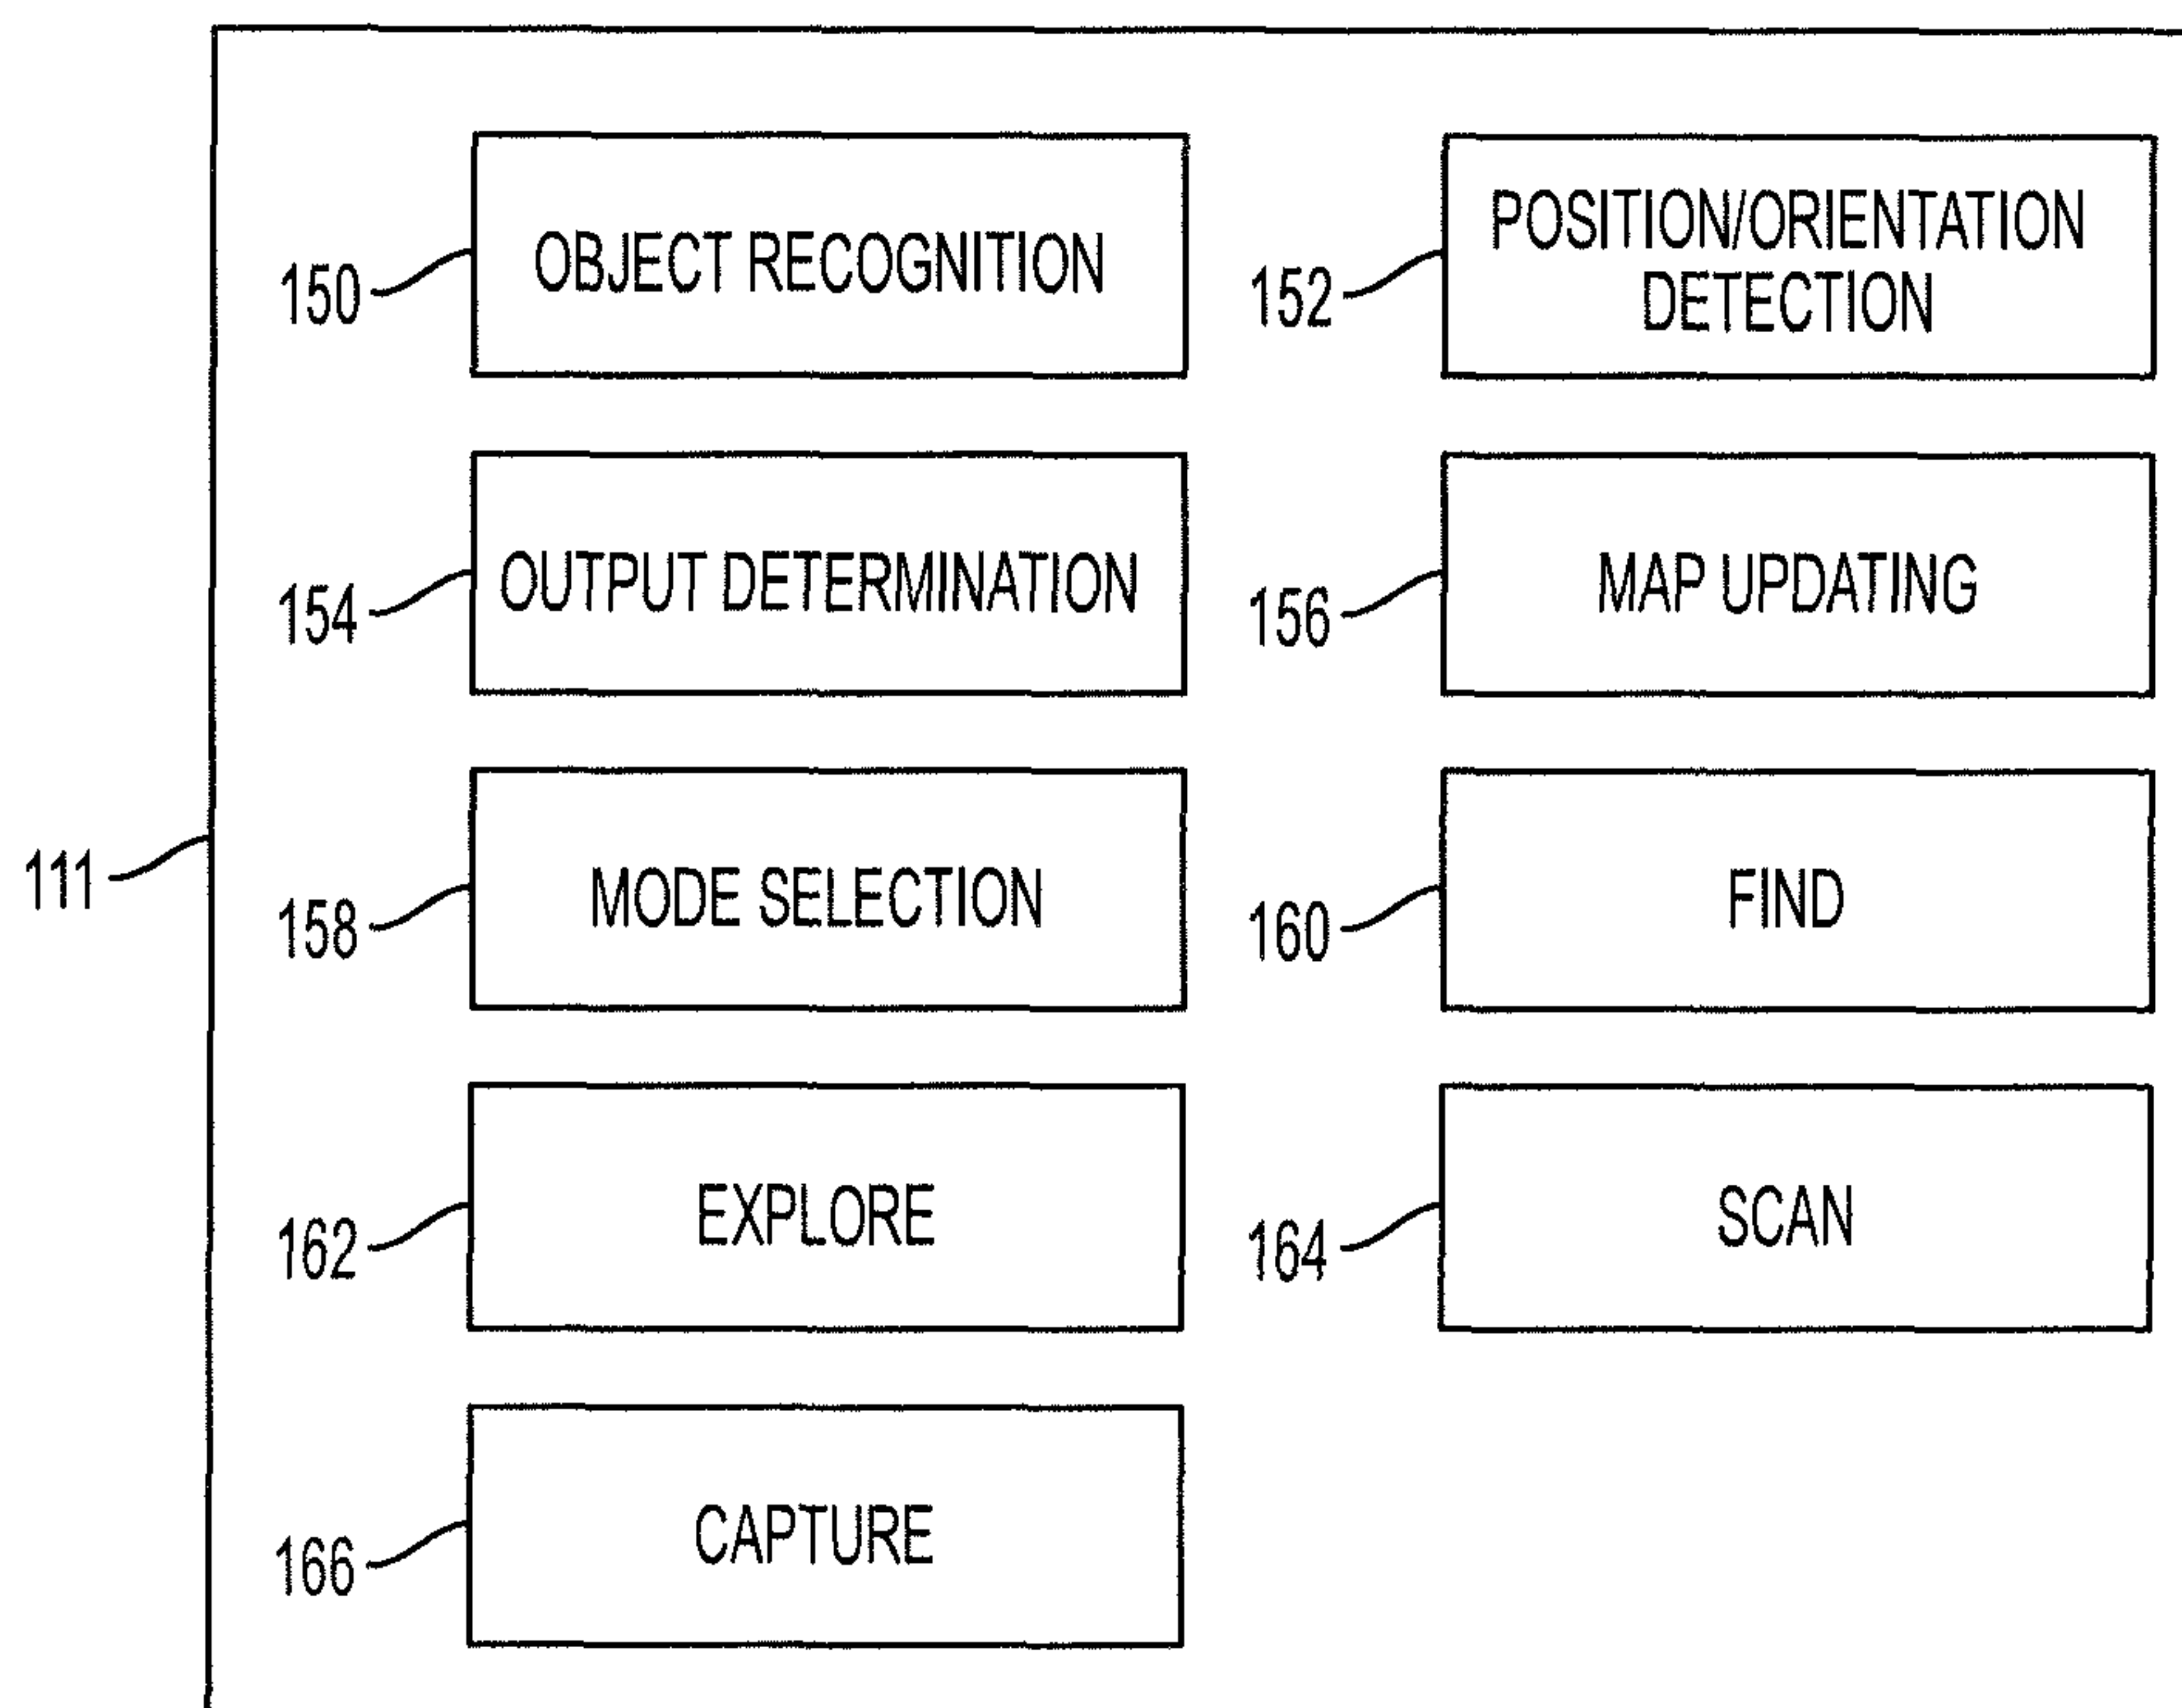 150
OBJECT RECOGNITION
152
POSITION/ORIENTATION
DETECTION
154
OUTPUT DETERMINATION
156
MAP UPDATING
111
158
MODE SELECTION
160
FIND
162
EXPLORE
164
SCAN
166
CAPTURE